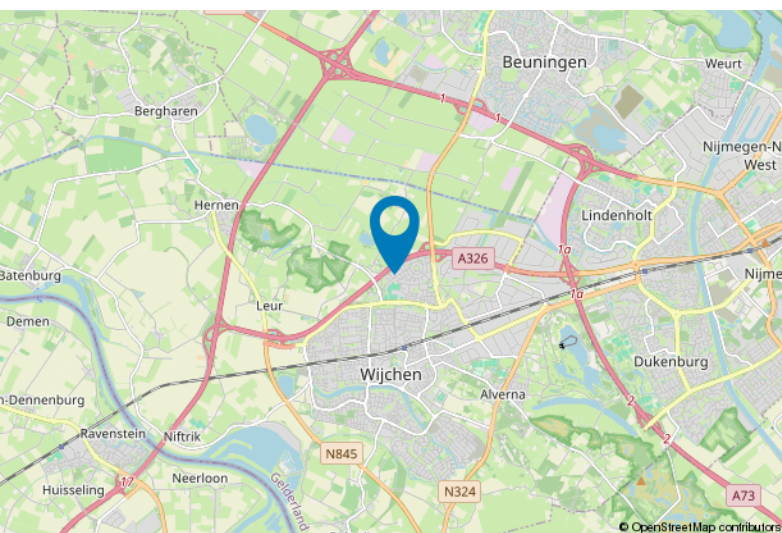 Beuningen
Weurt
Bergharen
1
1
Nijmegen-N
West
Hernen
Lindenholt
1a
A326
Nijme
Batenburg
1a
Leur
Demen
Dukenburg
Wijchen
n-Dennenburg
Alverna
2
Ravenstein
Niftrik
2
N845
Neerloon
17
Huisseling
Gelderland
N324
A73
© OpenStreetMap contributors